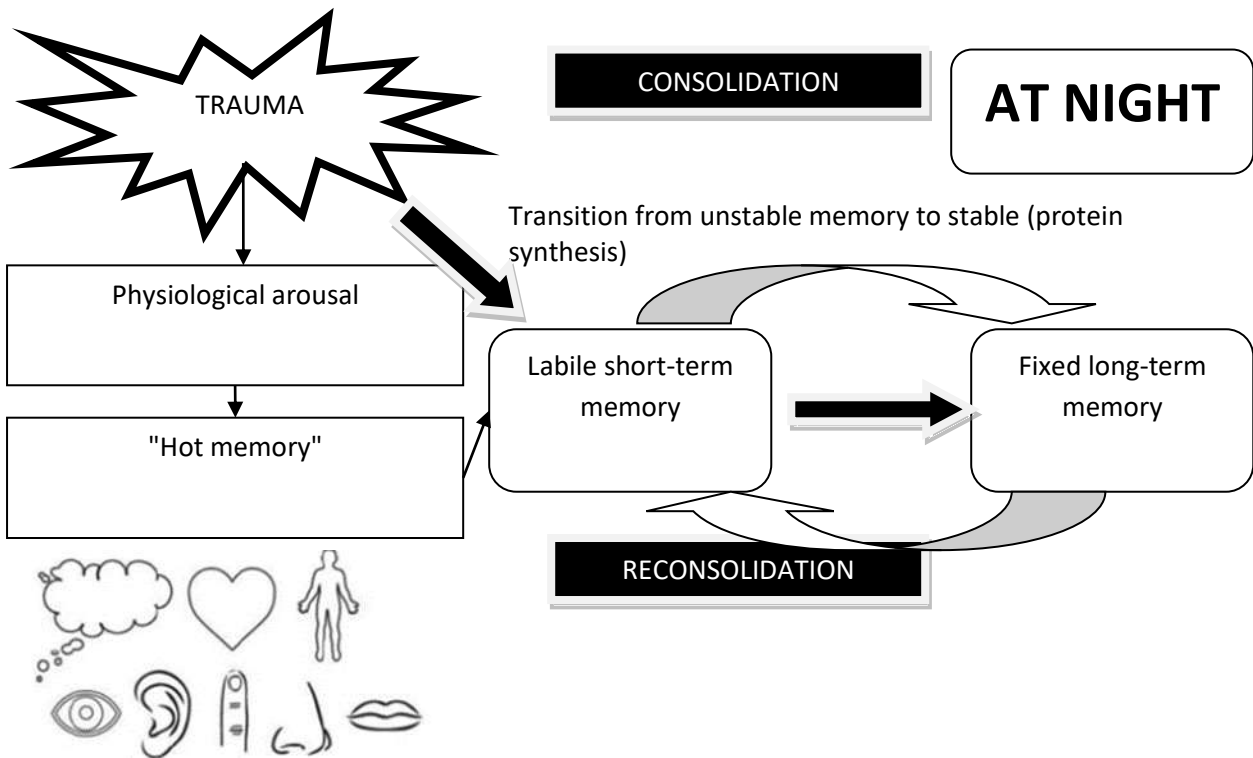 TRAUMA
CONSOLIDATION
AT NIGHT
Transition from unstable memory to stable (protein
synthesis)
Physiological arousal
"Hot memory"
Labile short-term
memory
Fixed long-term
memory
RECONSOLIDATION